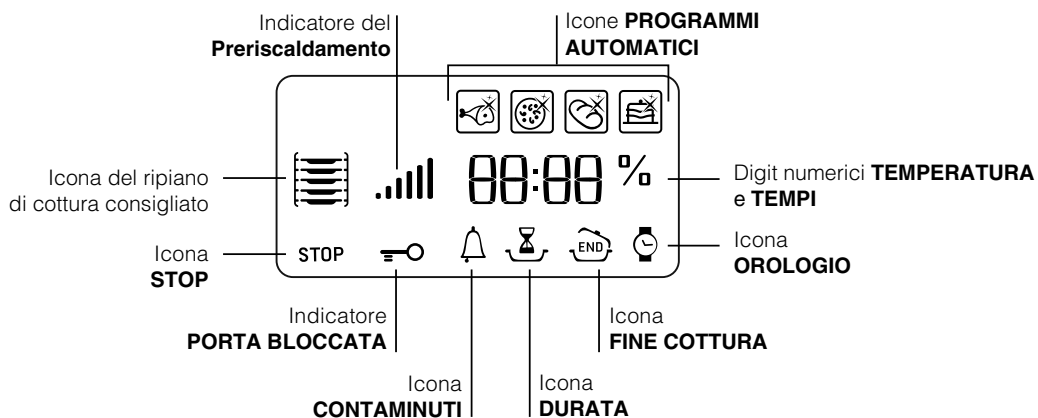 Indicatore del
Preriscaldamento
Icone PROGRAMMI
AUTOMATICI
Icona del ripiano
di cottura consigliato
88:88 %
Digit numerici TEMPERATURA
e TEMPI
Icona
STOP
STOP
END
Icona
OROLOGIO
Indicatore
PORTA BLOCCATA
Icona
FINE COTTURA
Icona
CONTAMINUTI
Icona
DURATA